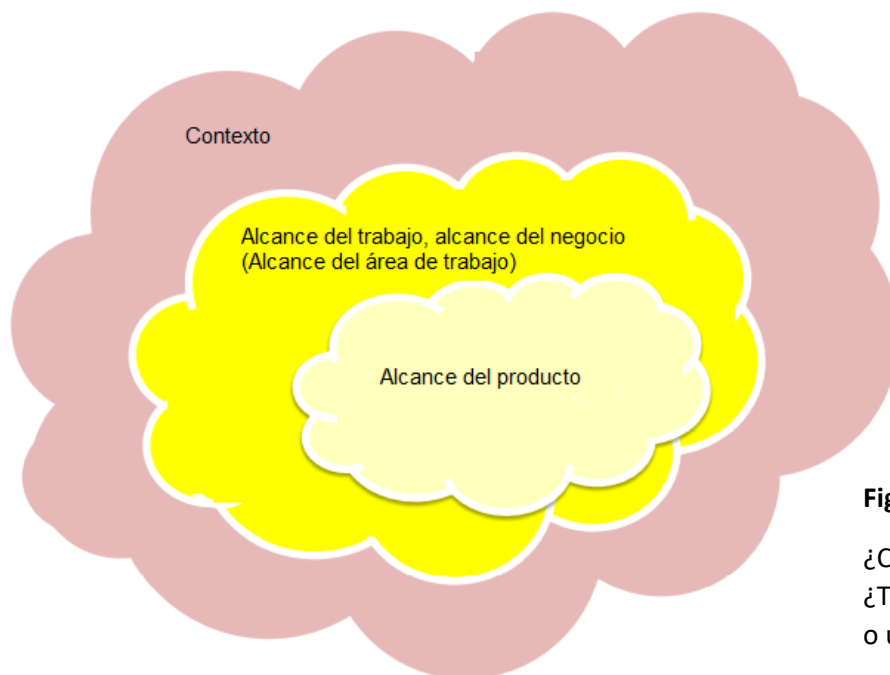 Contexto
Alcance del trabajo, alcance del negocio
(Alcance del área de trabajo)
Alcance del producto